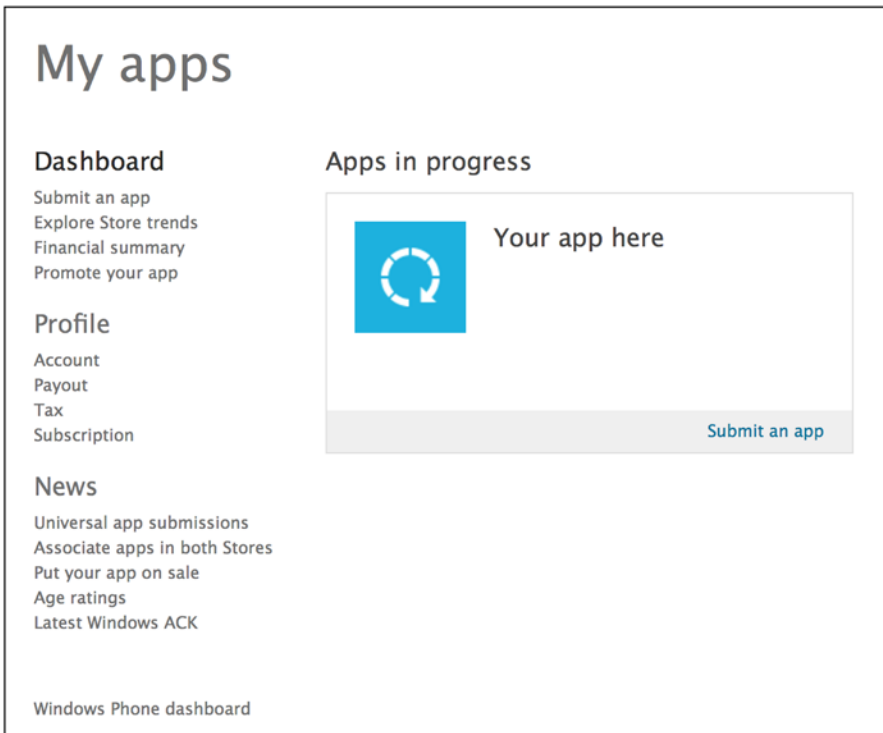 My apps
Dashboard
Submit an app
Explore Store trends
Financial summary
Promote your app
Profile
Account
Payout
Tax
Subscription
News
Universal app submissions
Associate apps in both Stores
Put your app on sale
Age ratings
Latest Windows ACK
Windows Phone dashboard
Apps in progress
Your app here
Submit an app